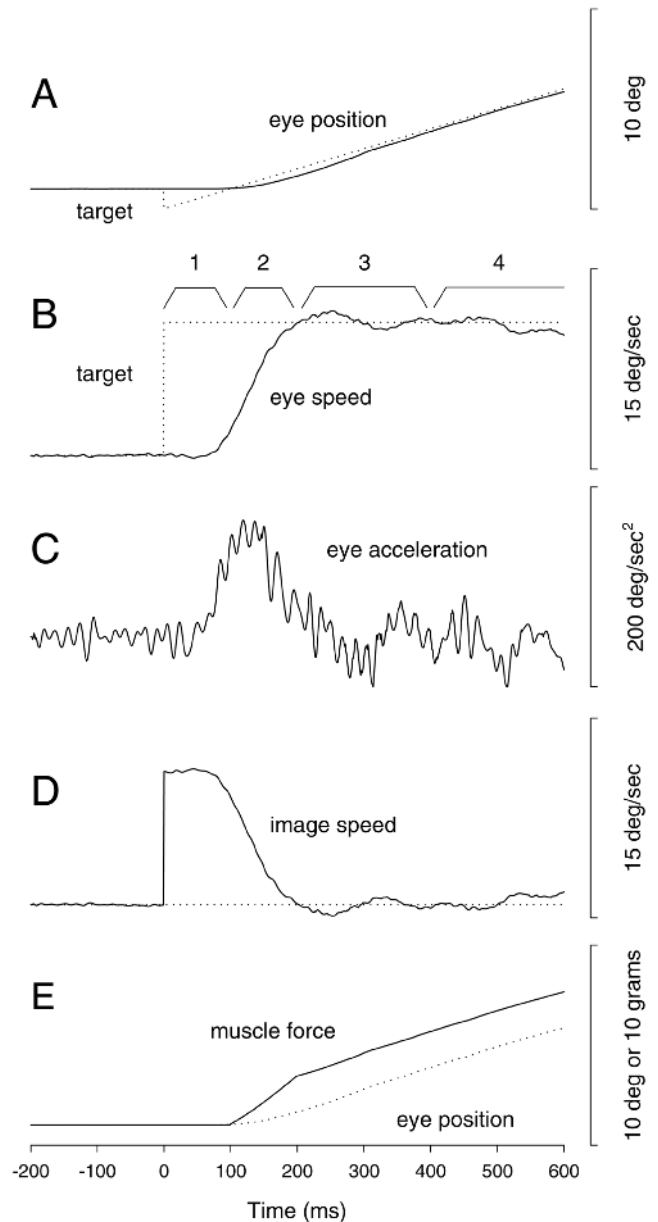 A
eye position
target
10 deg
1 2 3 4
B
target
eye speed
15 deg/sec
C
eye acceleration
200 deg/sec²
D
image speed
15 deg/sec
E
muscle force
eye position
10 deg or 10 grams
-200 -100 0 100 200 300 400 500 600
Time (ms)